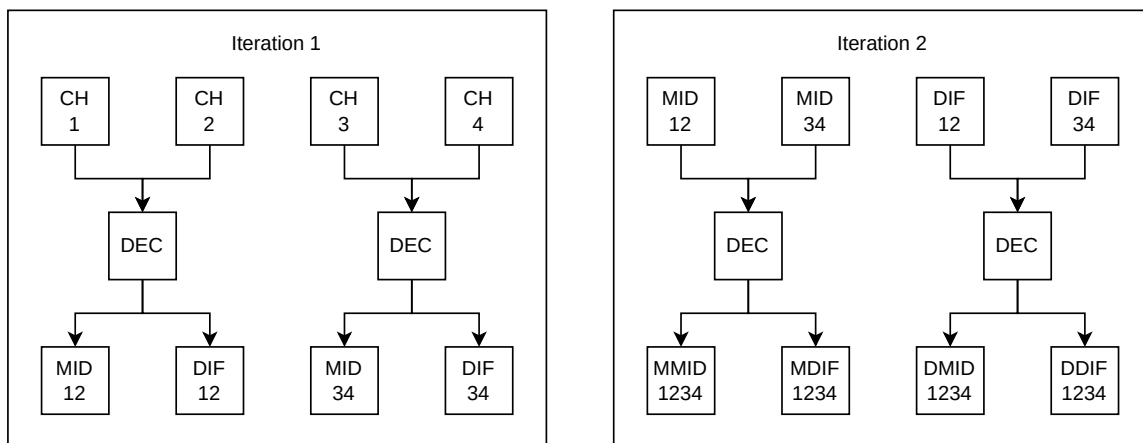 Iteration 1
CH
1
CH
2
CH
3
CH
4
DEC
DEC
MID
12
DIF
12
MID
34
DIF
34
Iteration 2
MID
12
MID
34
DIF
12
DIF
34
DEC
DEC
MMID
1234
MDIF
1234
DMID
1234
DDIF
1234